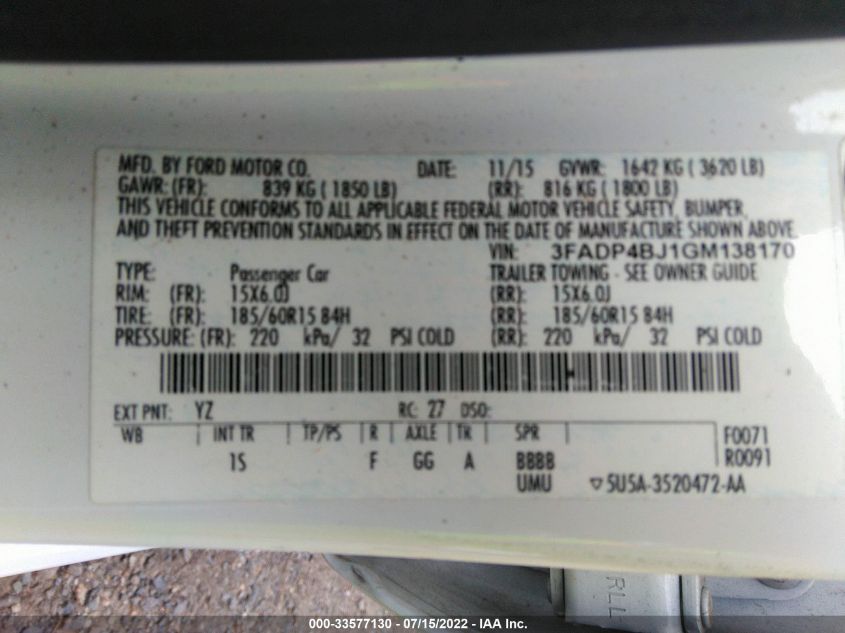 MFD. BY FORD MOTOR CO. DATE: 11/15 GVWR: 1642 KG ( 3620 LB)
GAWR: (FR): 839 KG ( 1850 LB) (RR): 816 KG ( 1800 LB)
THIS VEHICLE CONFORMS TO ALL APPLICABLE FEDERAL MOTOR VEHICLE SAFETY, BUMPER,
AND THEFT PREVENTION STANDARDS IN EFFECT ON THE DATE OF MANUFACTURE SHOWN ABOVE.
VIN: 3FADP4BJ1GM138170
TYPE: Passenger Car TRAILER TOWING - SEE OWNER GUIDE
RIM: (FR): 15X6.0J (RR): 15X6.0J
TIRE: (FR): 185/60R15 84H (RR): 185/60R15 84H
PRESSURE: (FR): 220 kPa/ 32 PSI COLD (RR): 220 kPa/ 32 PSI COLD
EXT PNT: YZ RC: 27 DSO:
WB INT TR TP/PS R AXLE TR SPR F0071
1S F GG A BBBB R0091
UMU ▽5U5A-3520472-AA
RLL
000-33577130 - 07/15/2022 - IAA Inc.